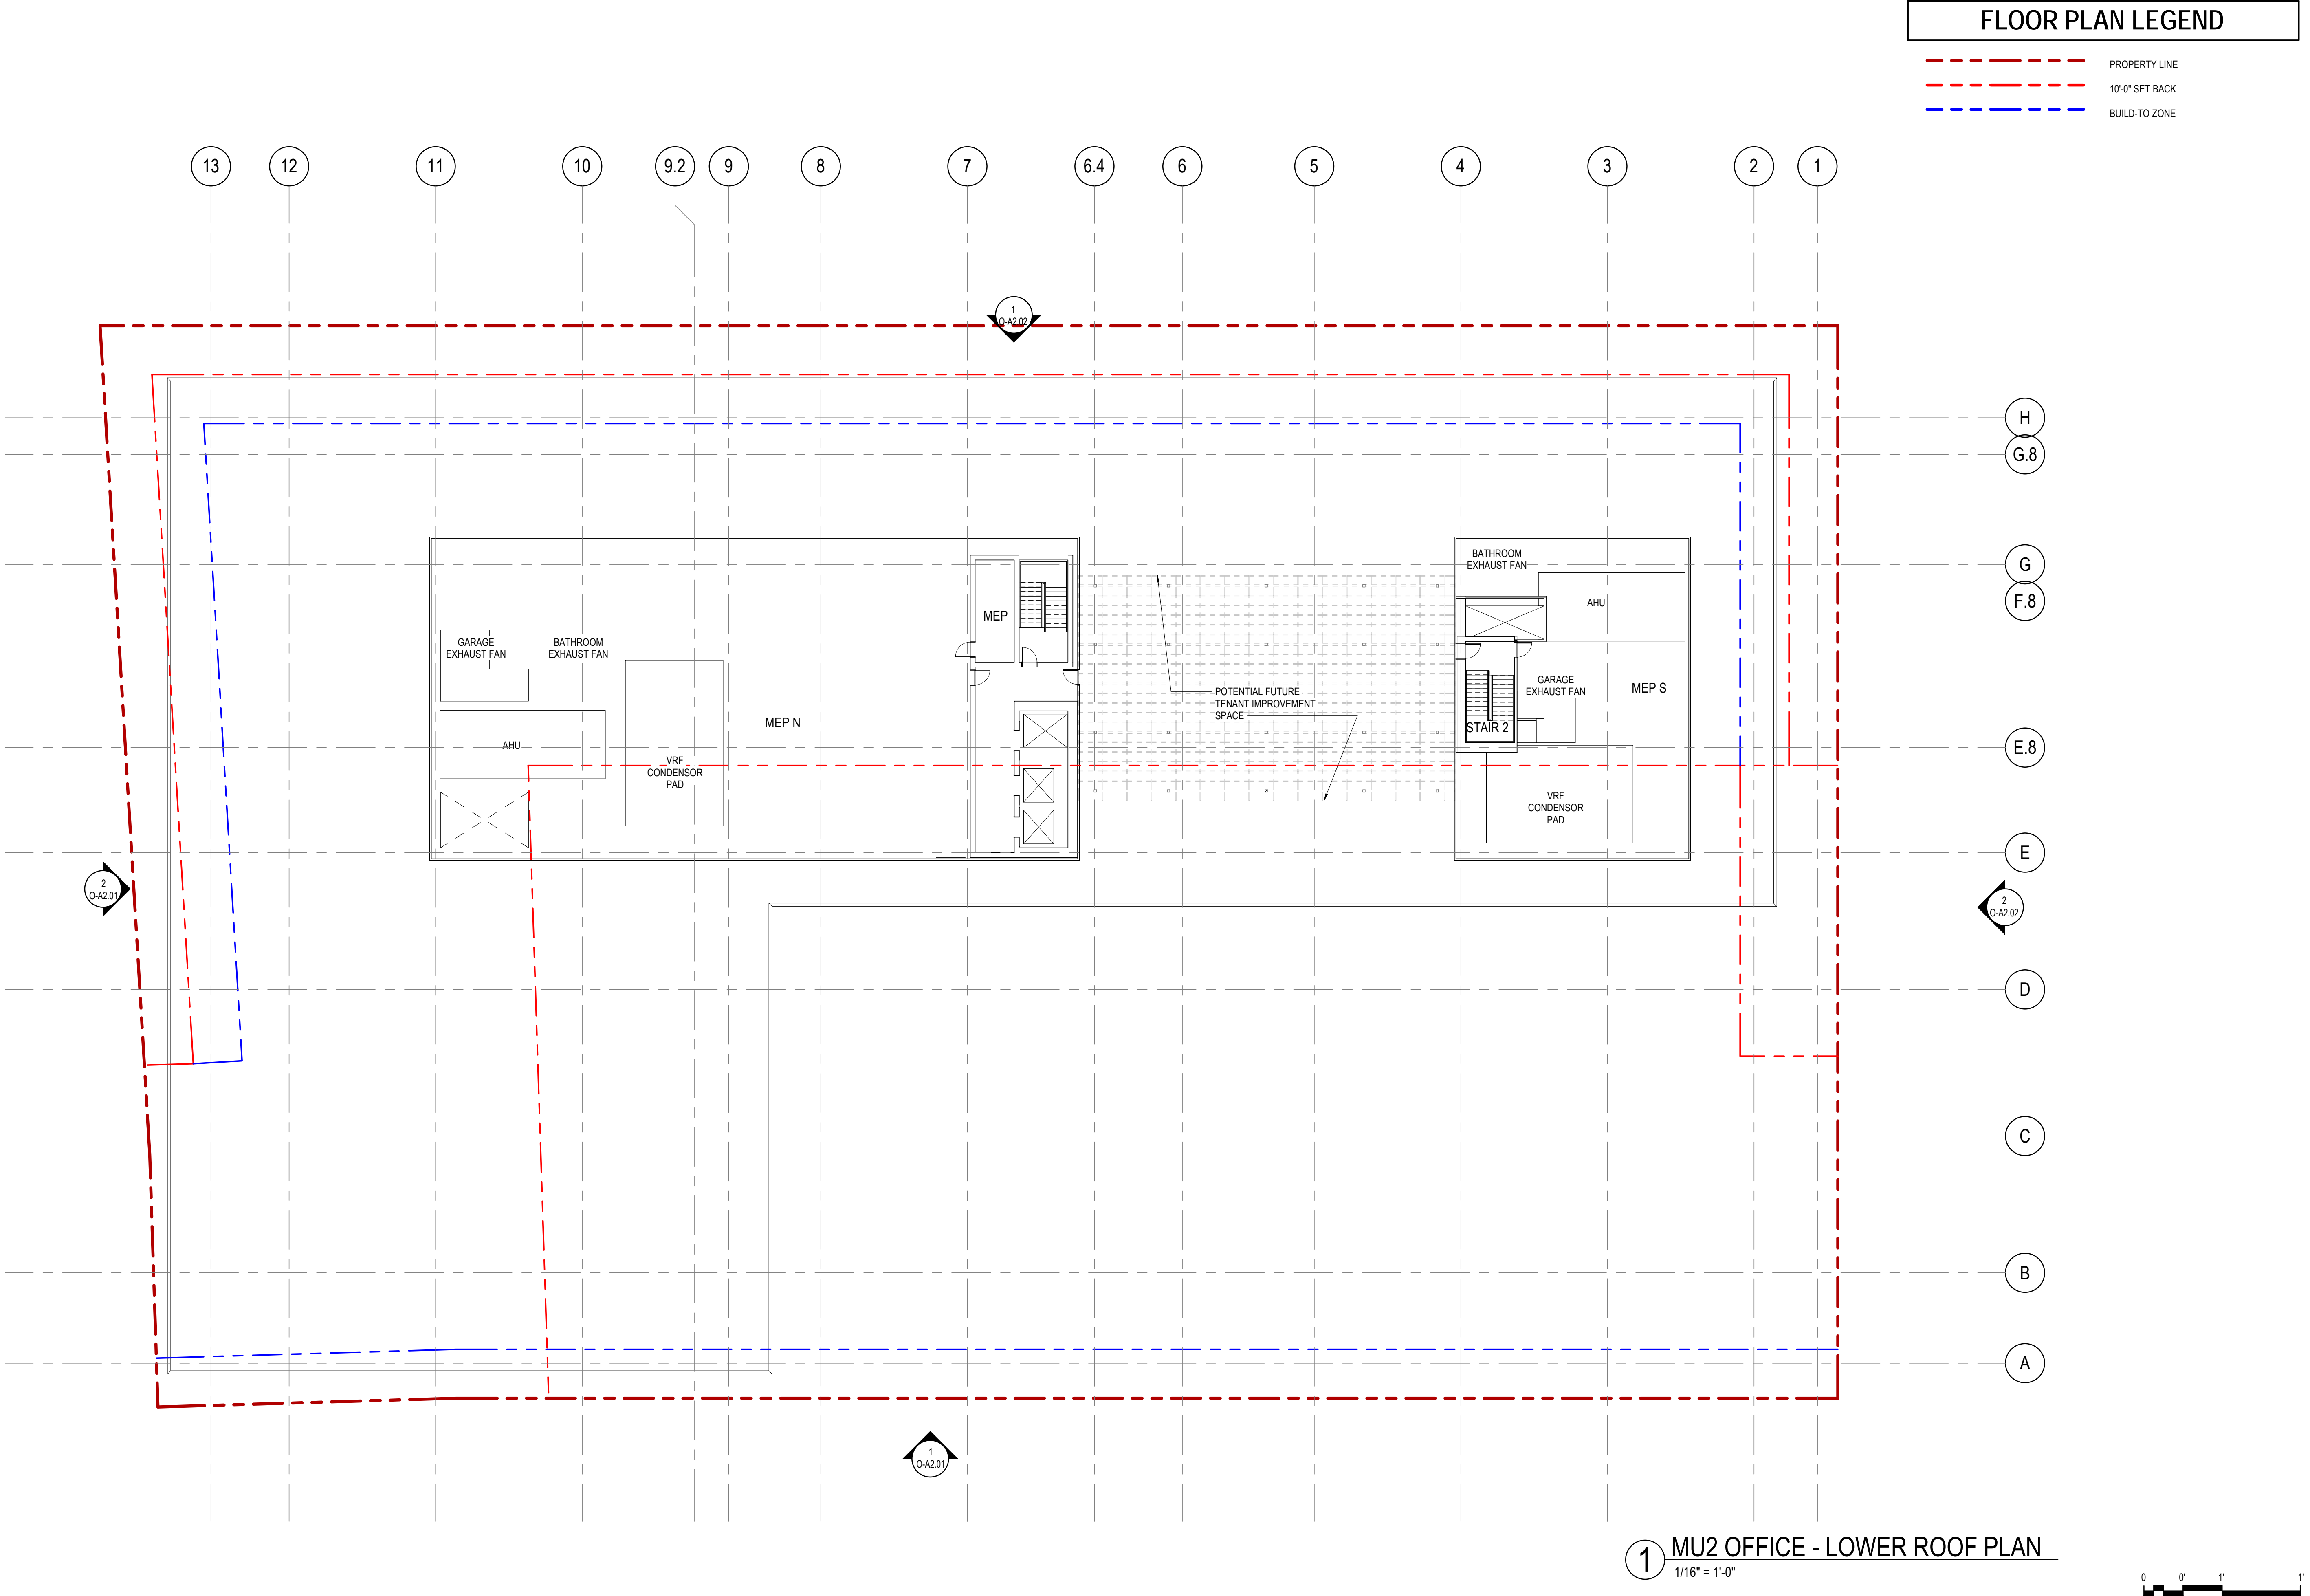 FLOOR PLAN LEGEND
PROPERTY LINE
10'-0" SET BACK
BUILD-TO ZONE
13
12
11
10
9.2
9
8
7
6.4
6
5
4
3
2
1
1
O-A2.02
H
G.8
G
F.8
E.8
E
D
C
B
A
BATHROOM
EXHAUST FAN
AHU
MEP
GARAGE
EXHAUST FAN
BATHROOM
EXHAUST FAN
GARAGE
EXHAUST FAN
MEP S
POTENTIAL FUTURE
TENANT IMPROVEMENT
SPACE
MEP N
STAIR 2
AHU
VRF
CONDENSOR
PAD
VRF
CONDENSOR
PAD
2
O-A2.01
2
O-A2.02
1
O-A2.01
1
MU2 OFFICE - LOWER ROOF PLAN
1/16" = 1'-0"
0 0' 1' 1'